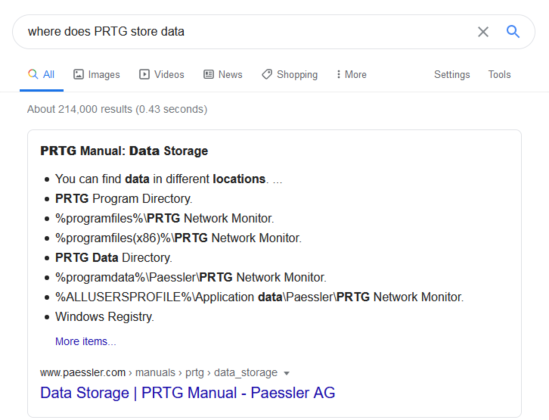 where does PRTG store data
All Images Videos News Shopping More Settings Tools
About 214,000 results (0.43 seconds)
PRTG Manual: Data Storage
• You can find data in different locations. ...
• PRTG Program Directory.
• %programfiles%\PRTG Network Monitor.
• %programfiles(x86)%\PRTG Network Monitor.
• PRTG Data Directory.
• %programdata%\Paessler\PRTG Network Monitor.
• %ALLUSERSPROFILE%\Application data\Paessler\PRTG Network Monitor.
• Windows Registry.
More items...
www.paessler.com › manuals › prtg › data_storage
Data Storage | PRTG Manual - Paessler AG